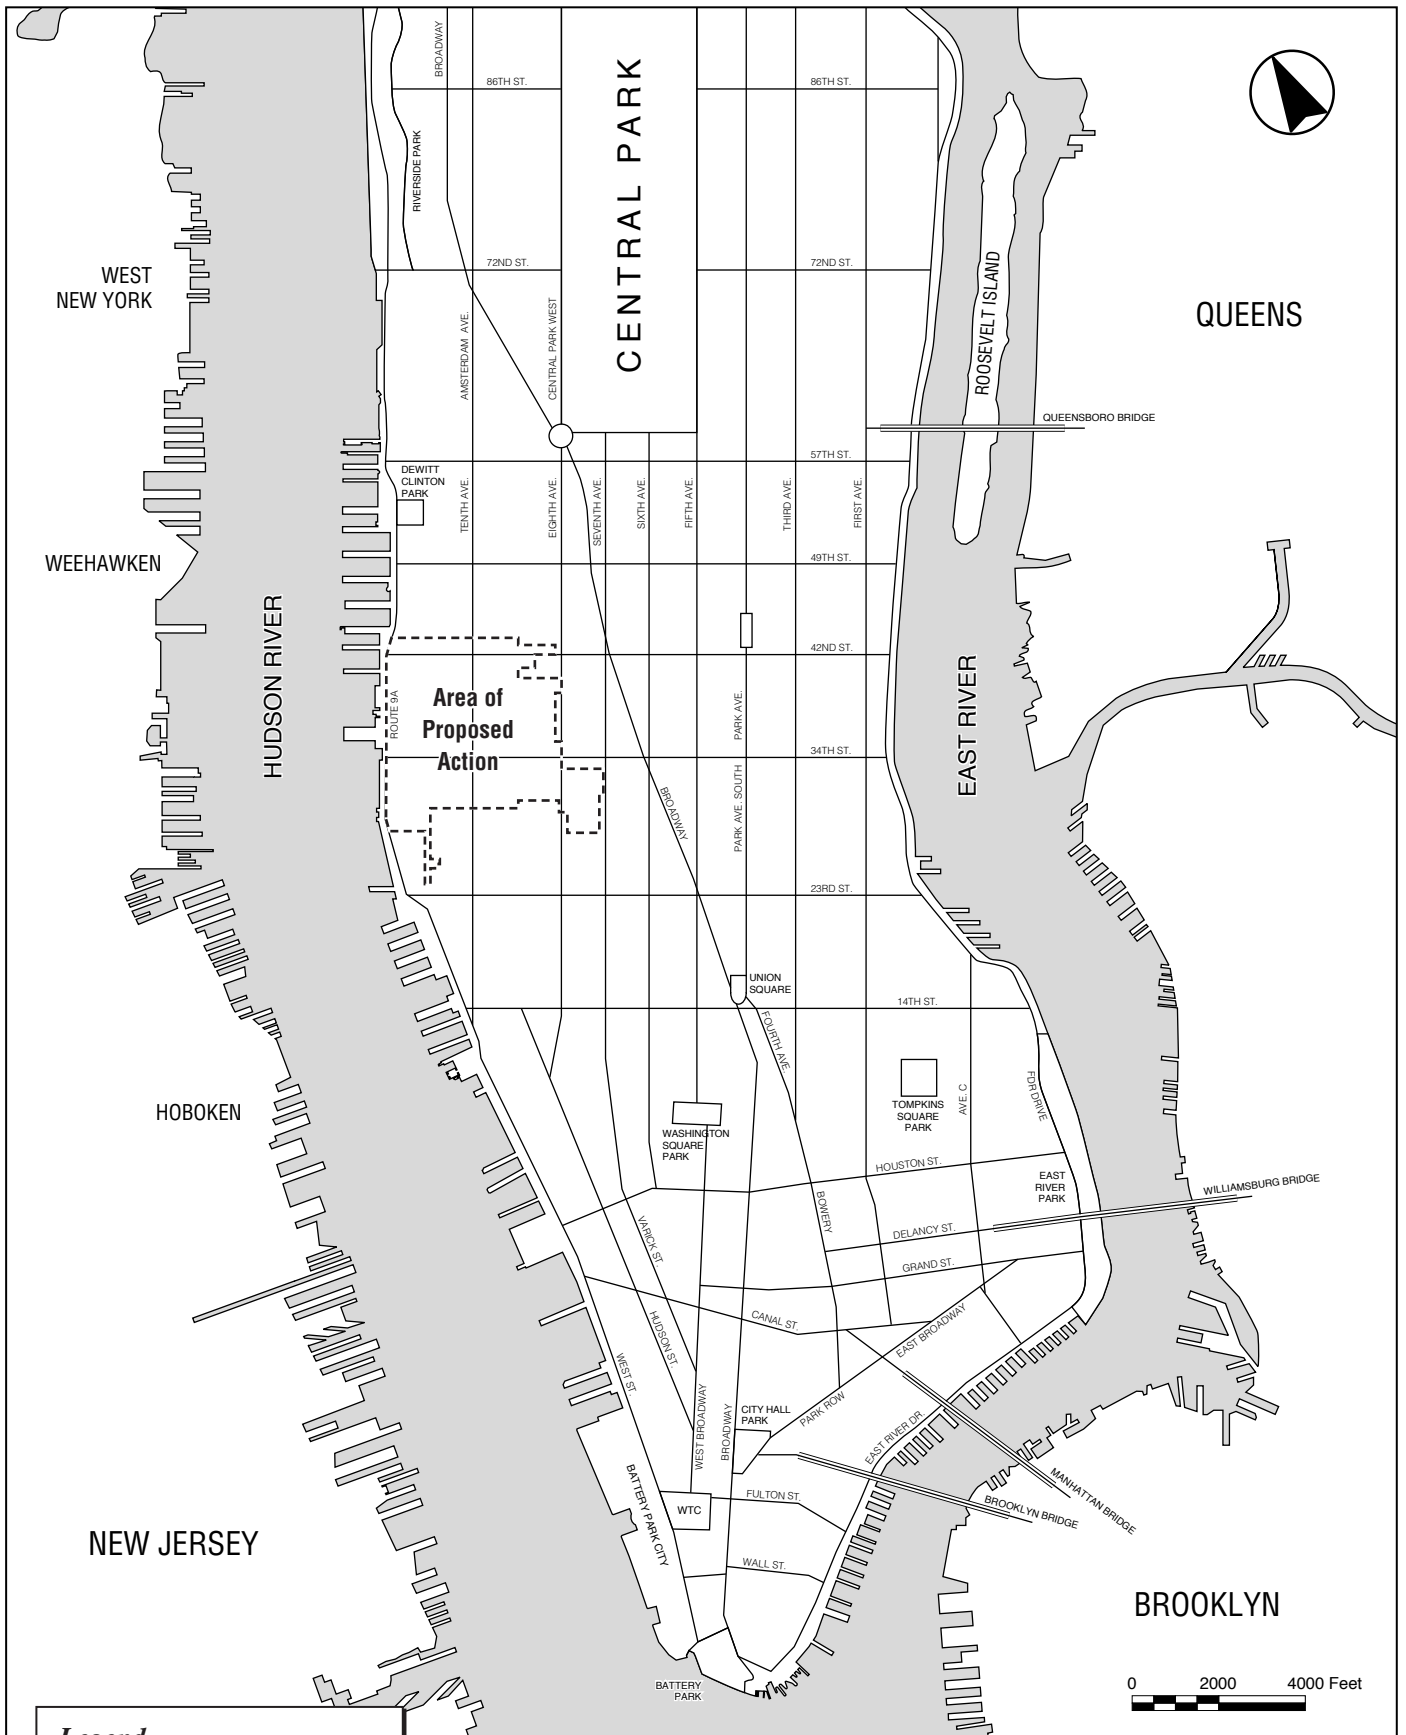 BROADWAY
86TH ST.
86TH ST.
CENTRAL PARK
RIVERSIDE PARK
WEST
NEW YORK
72ND ST.
72ND ST.
ROOSEVELT ISLAND
QUEENS
AMSTERDAM AVE.
CENTRAL PARK WEST
QUEENSBORO BRIDGE
57TH ST.
DEWITT
CLINTON
PARK
TENTH AVE.
EIGHTH AVE.
SEVENTH AVE.
SIXTH AVE.
FIFTH AVE.
THIRD AVE.
FIRST AVE.
WEEHAWKEN
49TH ST.
HUDSON RIVER
42ND ST.
EAST RIVER
ROUTE 9A
Area of
Proposed
Action
PARK AVE.
34TH ST.
BROADWAY
PARK AVE. SOUTH
23RD ST.
UNION
SQUARE
14TH ST.
FOURTH AVE.
HOBOKEN
TOMPKINS
SQUARE
PARK
AVE. C
FDR DRIVE
WASHINGTON
SQUARE
PARK
HOUSTON ST.
EAST
RIVER
PARK
WILLIAMSBURG BRIDGE
BOWERY
VARICK ST.
DELANCY ST.
GRAND ST.
CANAL ST.
HUDSON ST.
EAST BROADWAY
WEST ST.
WEST BROADWAY
BROADWAY
CITY HALL
PARK
PARK ROW
EAST RIVER DR.
BATTERY PARK CITY
WTC
FULTON ST.
BROOKLYN BRIDGE
MANHATTAN BRIDGE
NEW JERSEY
WALL ST.
BROOKLYN
BATTERY
PARK
0 2000 4000 Feet
Legend